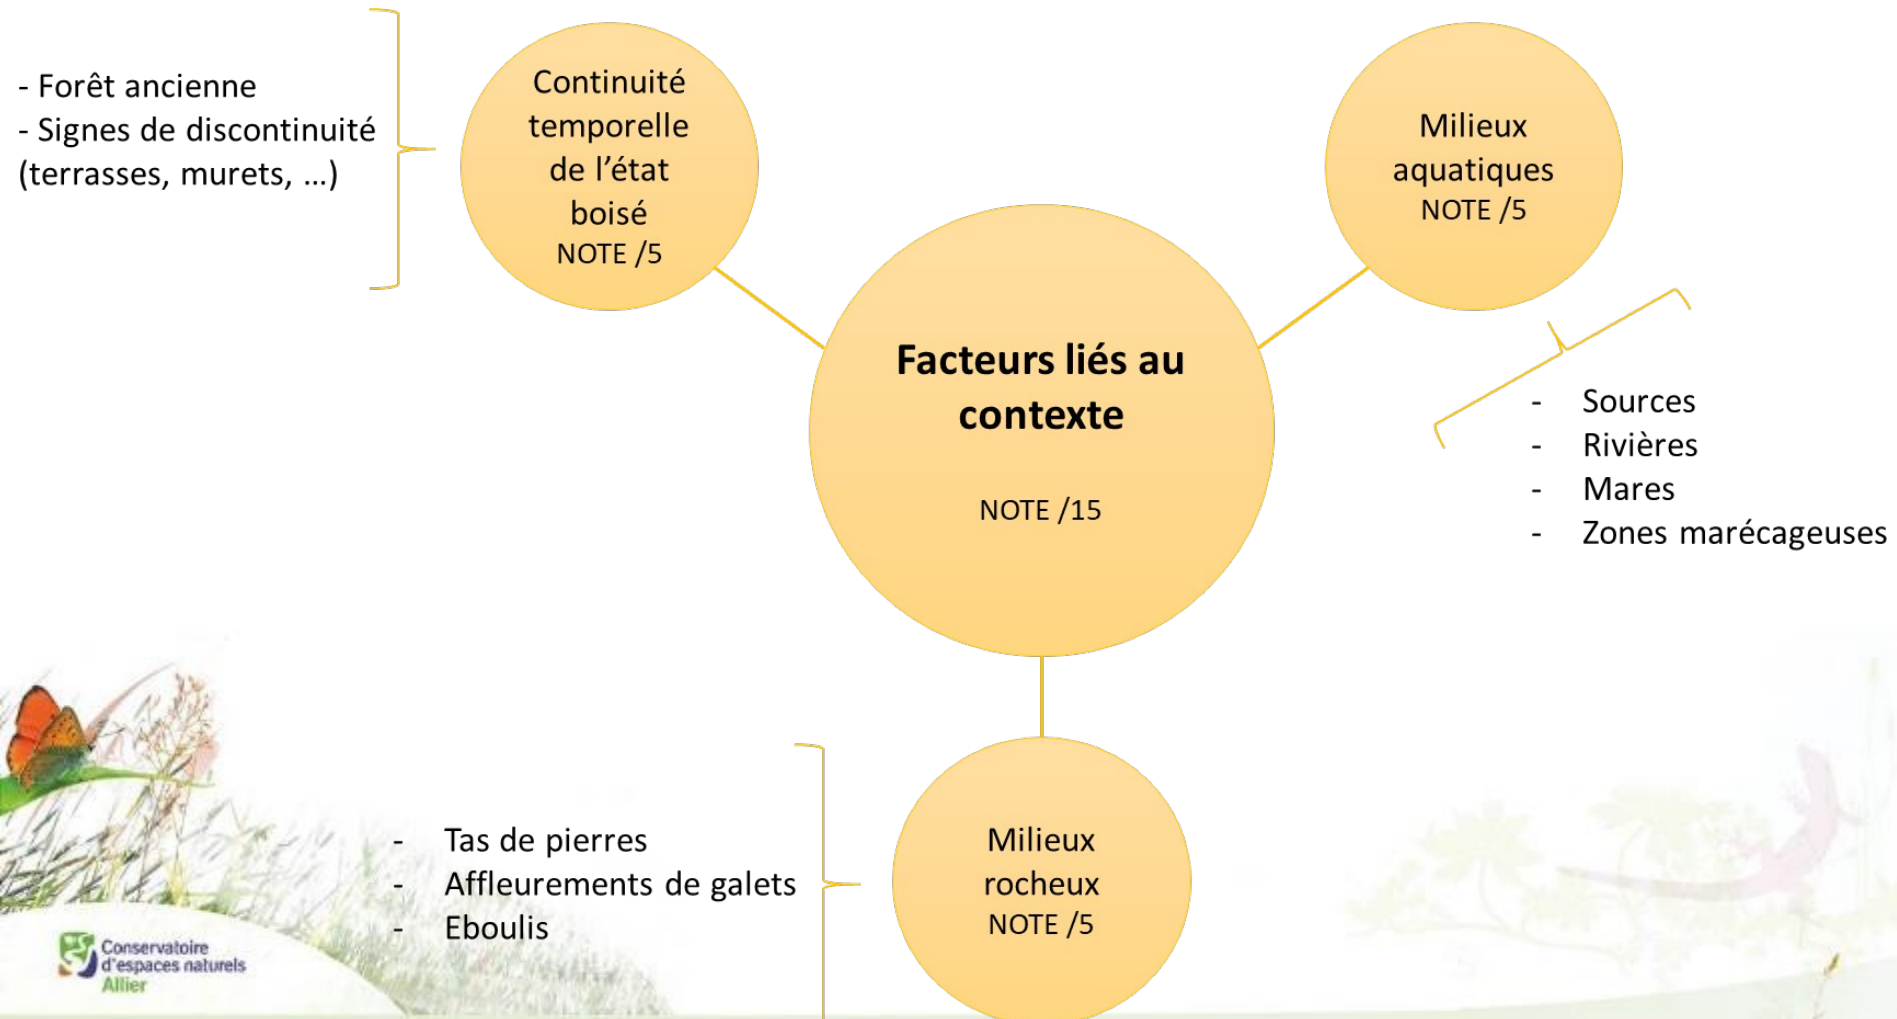 - Forêt ancienne
- Signes de discontinuité
(terrasses, murets, ...)
Continuité
temporelle
de l'état
boisé
NOTE /5
Milieux
aquatiques
NOTE /5
Facteurs liés au
contexte
NOTE /15
- Sources
- Rivières
- Mares
- Zones marécageuses
- Tas de pierres
- Affleurements de galets
- Eboulis
Milieux
rocheux
NOTE /5
Conservatoire
d'espaces naturels
Allier